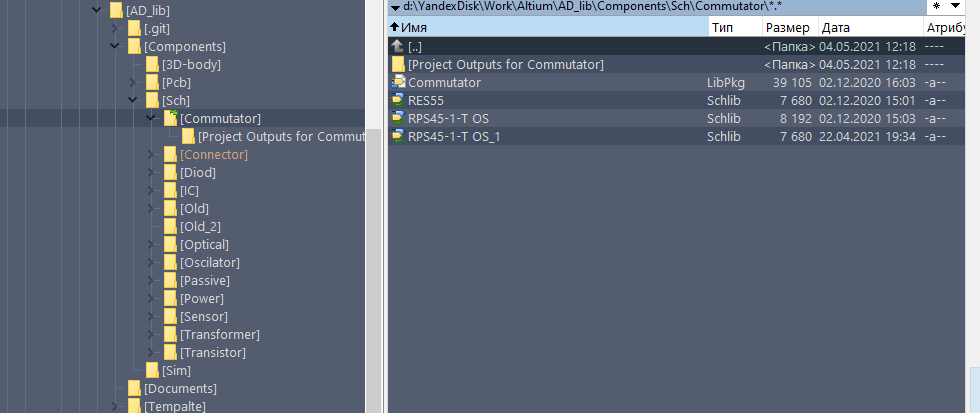 [AD_lib]
[.git]
[Components]
[3D-body]
[Pcb]
[Sch]
[Commutator]
[Project Outputs for Commut
[Connector]
[Diod]
[IC]
[Old]
[Old_2]
[Optical]
[Oscilator]
[Passive]
[Power]
[Sensor]
[Transformer]
[Transistor]
[Sim]
[Documents]
[Tempalte]
d:\YandexDisk\Work\Altium\AD_lib\Components\Sch\Commutator\*.*
Имя Тип Размер Дата Атрибу
[..] <Папка> 04.05.2021 12:18 ----
[Project Outputs for Commutator] <Папка> 04.05.2021 12:18 ----
Commutator LibPkg 39 105 02.12.2020 16:03 -a--
RES55 Schlib 7 680 02.12.2020 15:01 -a--
RPS45-1-T OS Schlib 8 192 02.12.2020 15:03 -a--
RPS45-1-T OS_1 Schlib 7 680 22.04.2021 19:34 -a--